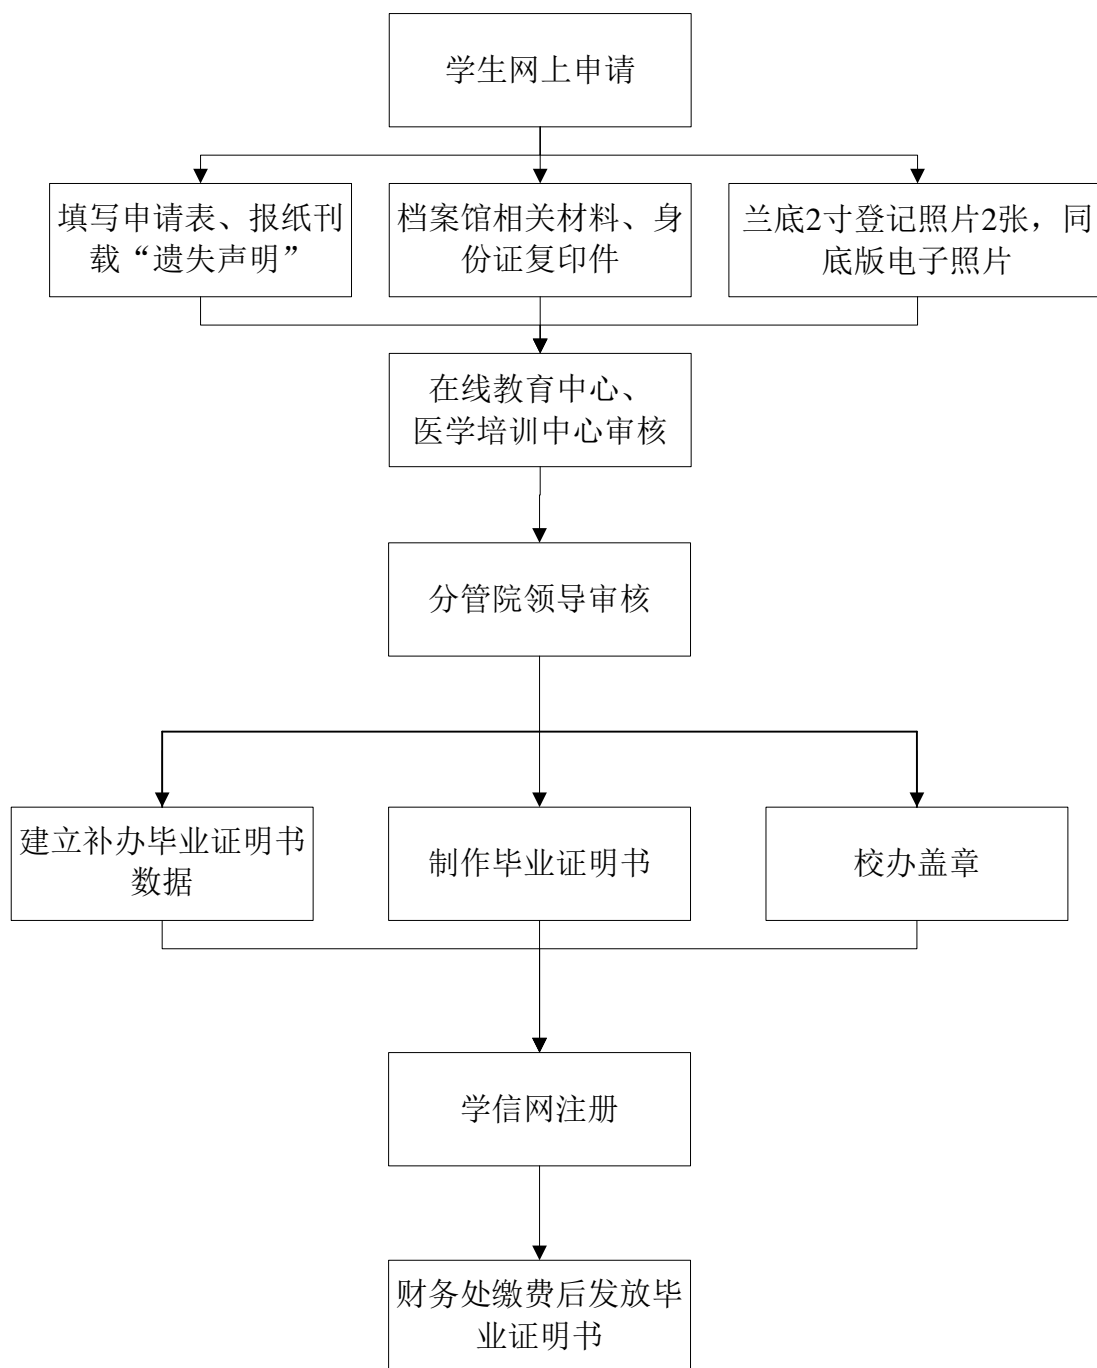 学生网上申请
填写申请表、报纸刊
载“遗失声明”
档案馆相关材料、身
份证复印件
兰底2寸登记照片2张，同
底版电子照片
在线教育中心、
医学培训中心审核
分管院领导审核
建立补办毕业证明书
数据
制作毕业证明书
校办盖章
学信网注册
财务处缴费后发放毕
业证明书